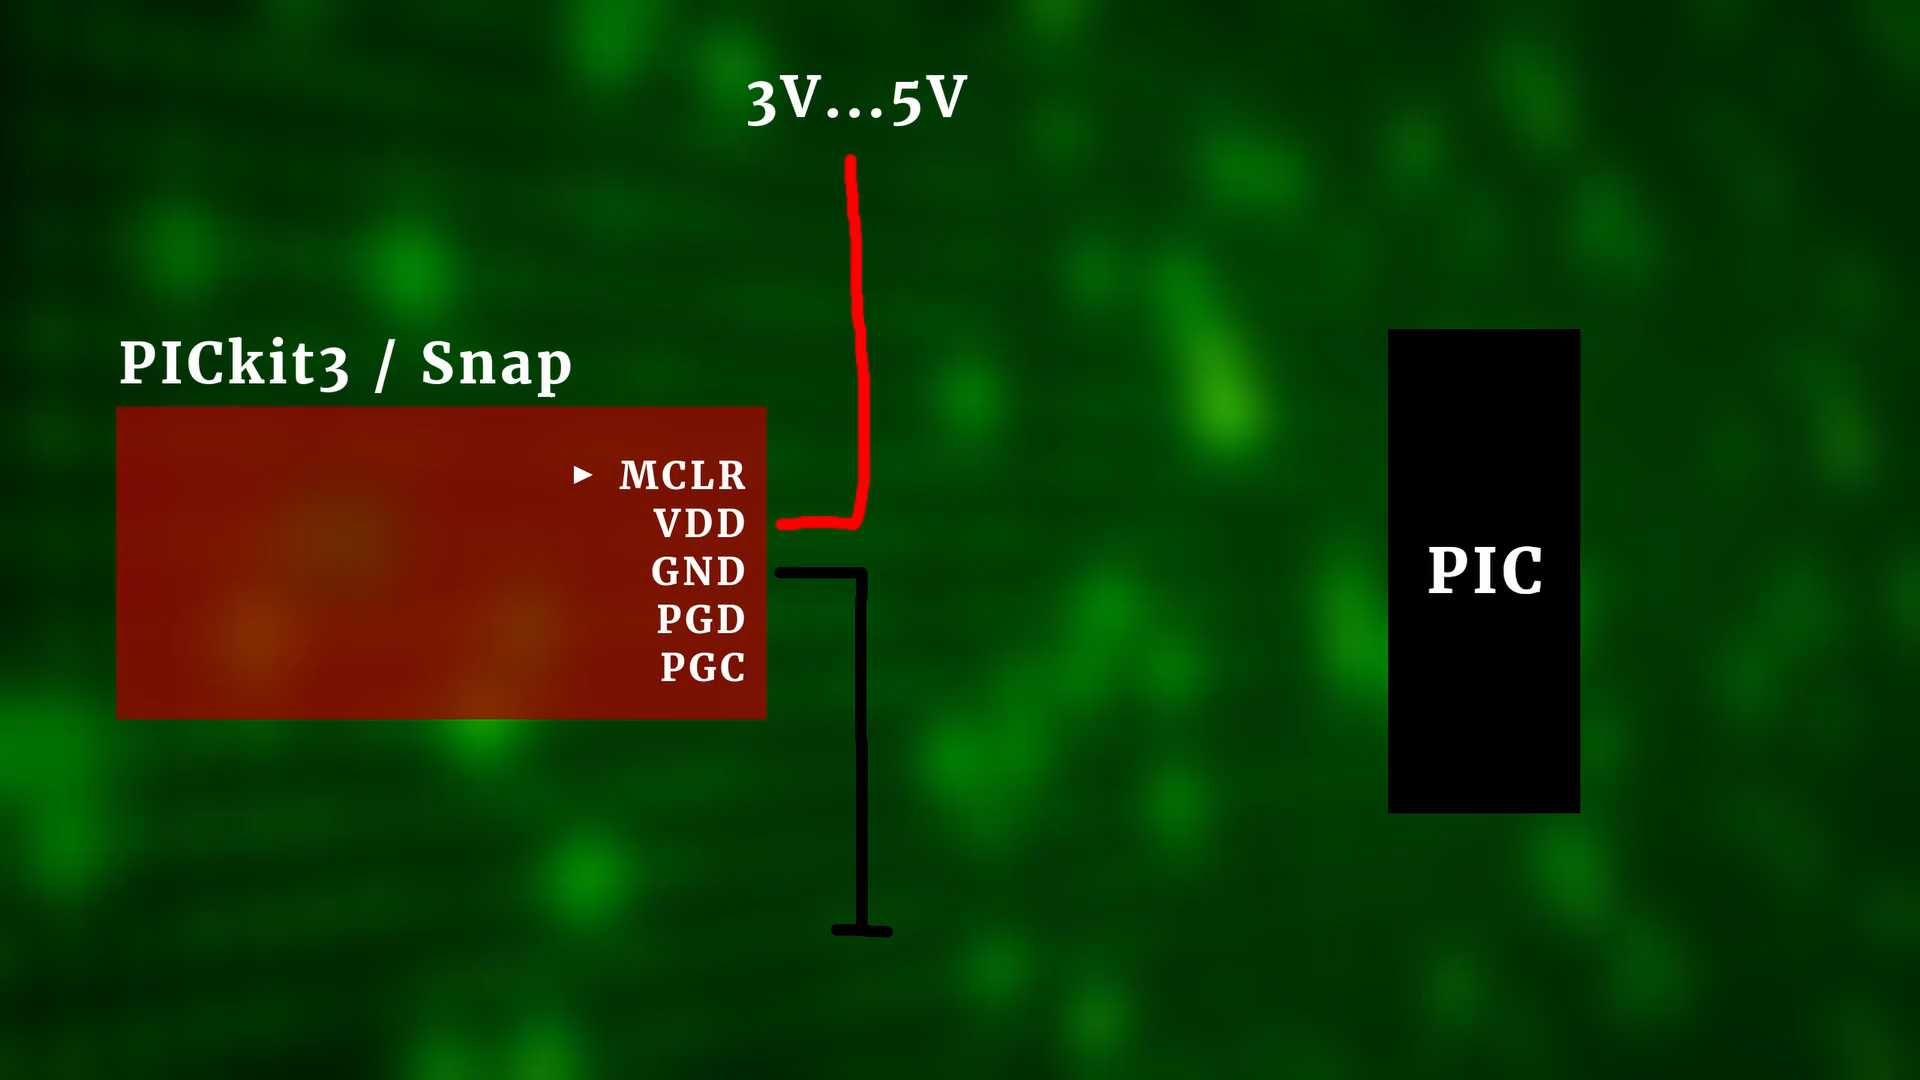 3V...5V
PICkit3 / Snap
▶ MCLR
VDD
GND
PGD
PGC
PIC